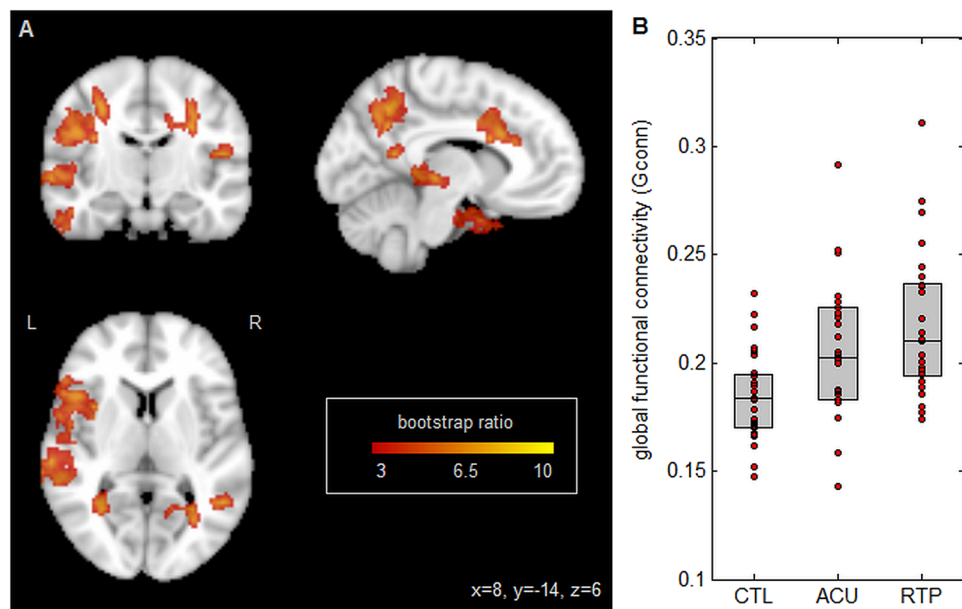 A
L
R
bootstrap ratio
3 6.5 10
x=8, y=-14, z=6
B
global functional connectivity (Gconn)
0.35
0.3
0.25
0.2
0.15
0.1
CTL ACU RTP